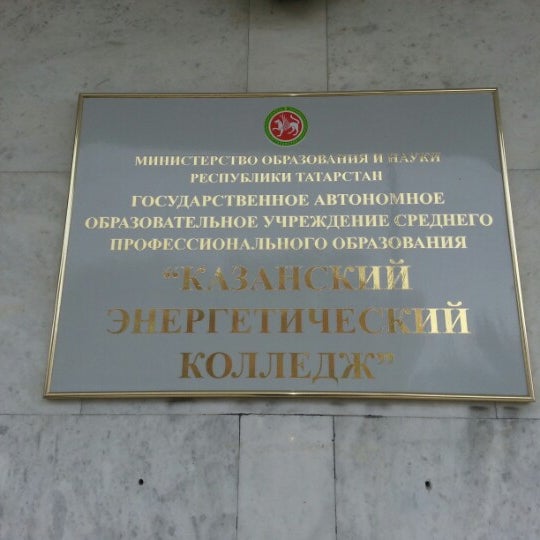 МИНИСТЕРСТВО ОБРАЗОВАНИЯ И НАУКИ
РЕСПУБЛИКИ ТАТАРСТАН
ГОСУДАРСТВЕННОЕ АВТОНОМНОЕ
ОБРАЗОВАТЕЛЬНОЕ УЧРЕЖДЕНИЕ СРЕДНЕГО
ПРОФЕССИОНАЛЬНОГО ОБРАЗОВАНИЯ
“КАЗАНСКИЙ
ЭНЕРГЕТИЧЕСКИЙ
КОЛЛЕДЖ”